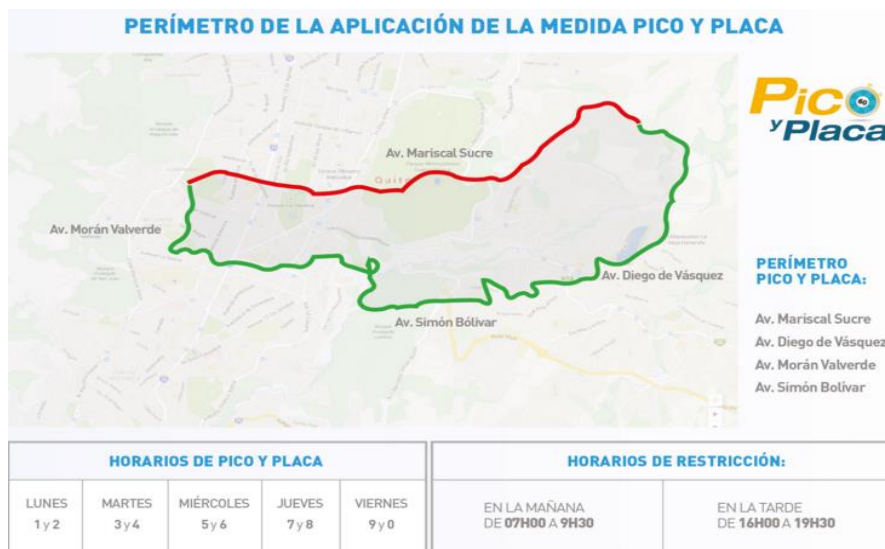 PERÍMETRO DE LA APLICACIÓN DE LA MEDIDA PICO Y PLACA
Pico
y Placa
Av. Mariscal Sucre
Quito
Av. Morán Valverde
Av. Diego de Vásquez
Av. Simón Bólivar
PERÍMETRO
PICO Y PLACA:
Av. Mariscal Sucre
Av. Diego de Vásquez
Av. Morán Valverde
Av. Simón Bolívar
HORARIOS DE PICO Y PLACA
LUNES MARTES MIÉRCOLES JUEVES VIERNES
1 y 2 3 y 4 5 y 6 7 y 8 9 y 0
HORARIOS DE RESTRICCIÓN:
EN LA MAÑANA
DE 07H00 A 9H30
EN LA TARDE
DE 16H00 A 19H30